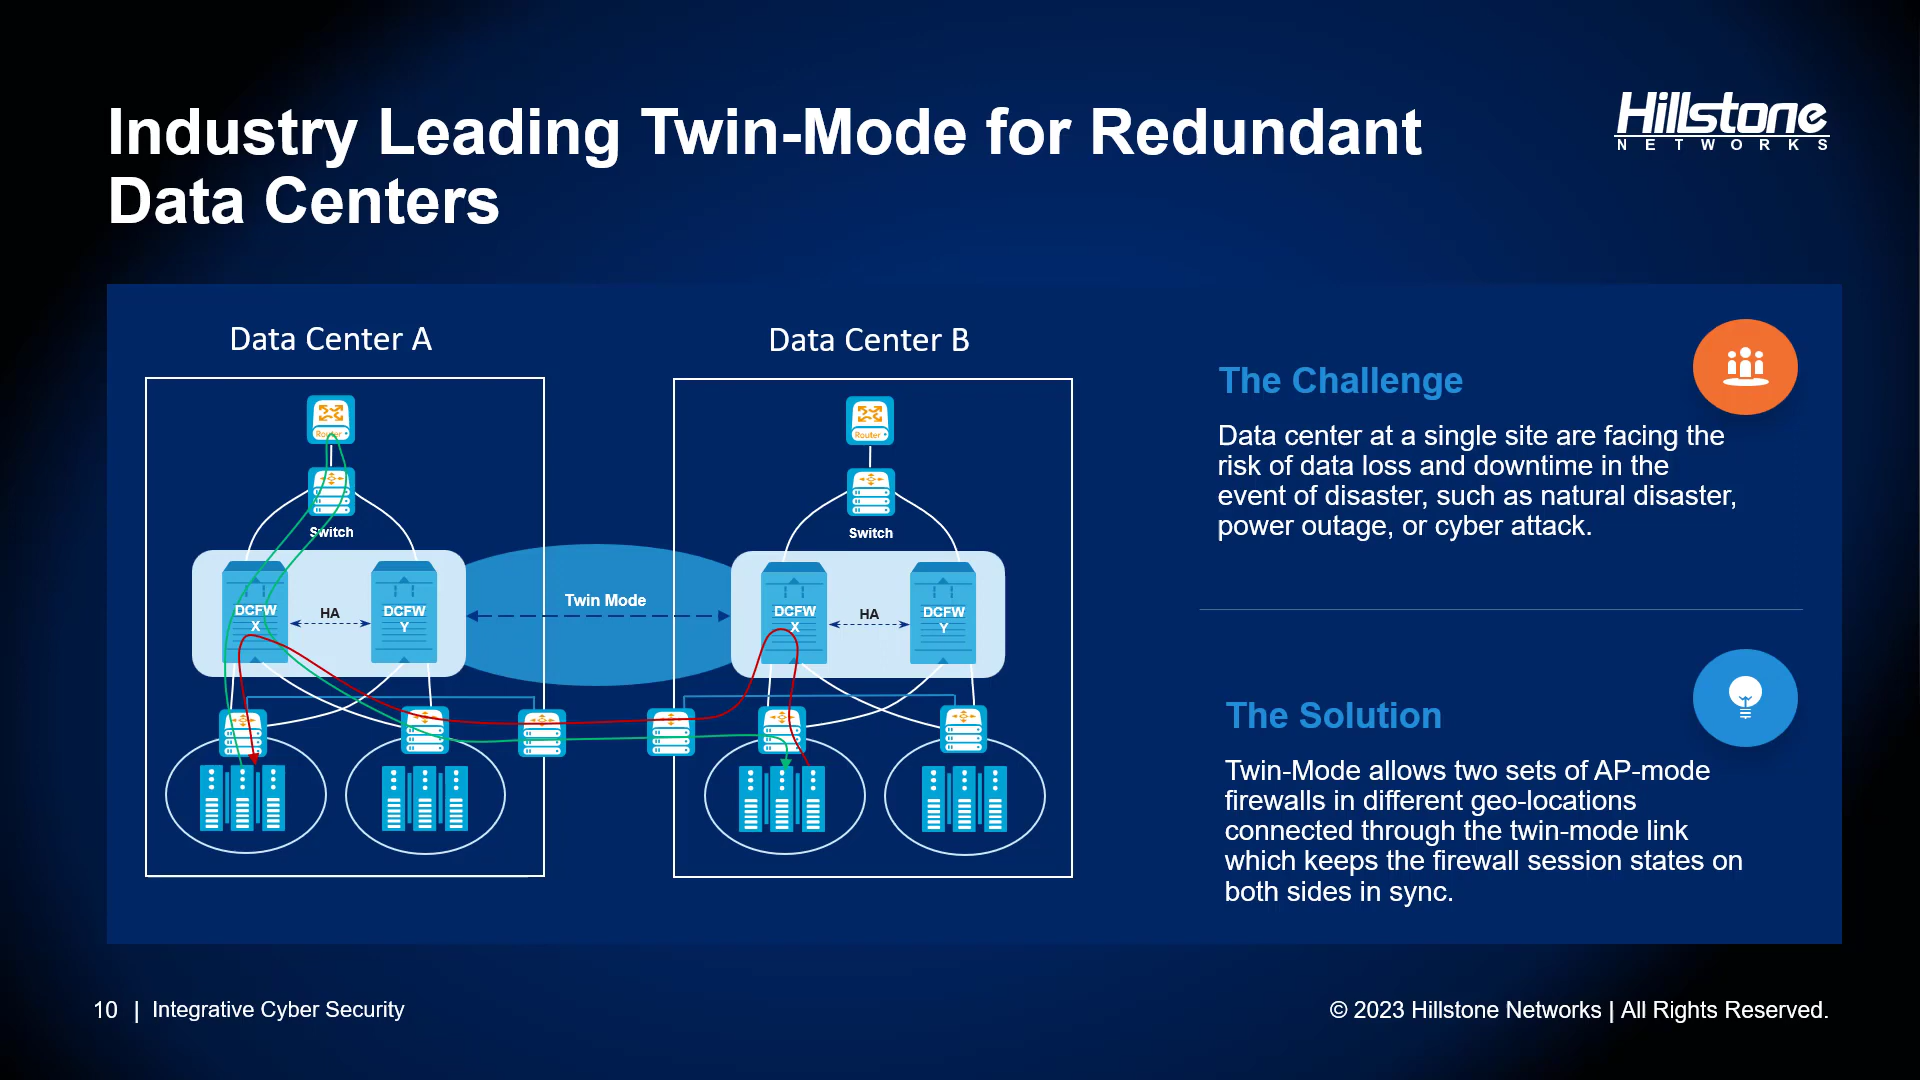 Industry Leading Twin-Mode for Redundant
Data Centers
Hillstone
NETWORKS
Data Center A
Data Center B
Router
Switch
DCFW
X
HA
DCFW
Y
Twin Mode
Router
Switch
DCFW
X
HA
DCFW
Y
The Challenge
Data center at a single site are facing the
risk of data loss and downtime in the
event of disaster, such as natural disaster,
power outage, or cyber attack.
The Solution
Twin-Mode allows two sets of AP-mode
firewalls in different geo-locations
connected through the twin-mode link
which keeps the firewall session states on
both sides in sync.
10 | Integrative Cyber Security
© 2023 Hillstone Networks | All Rights Reserved.